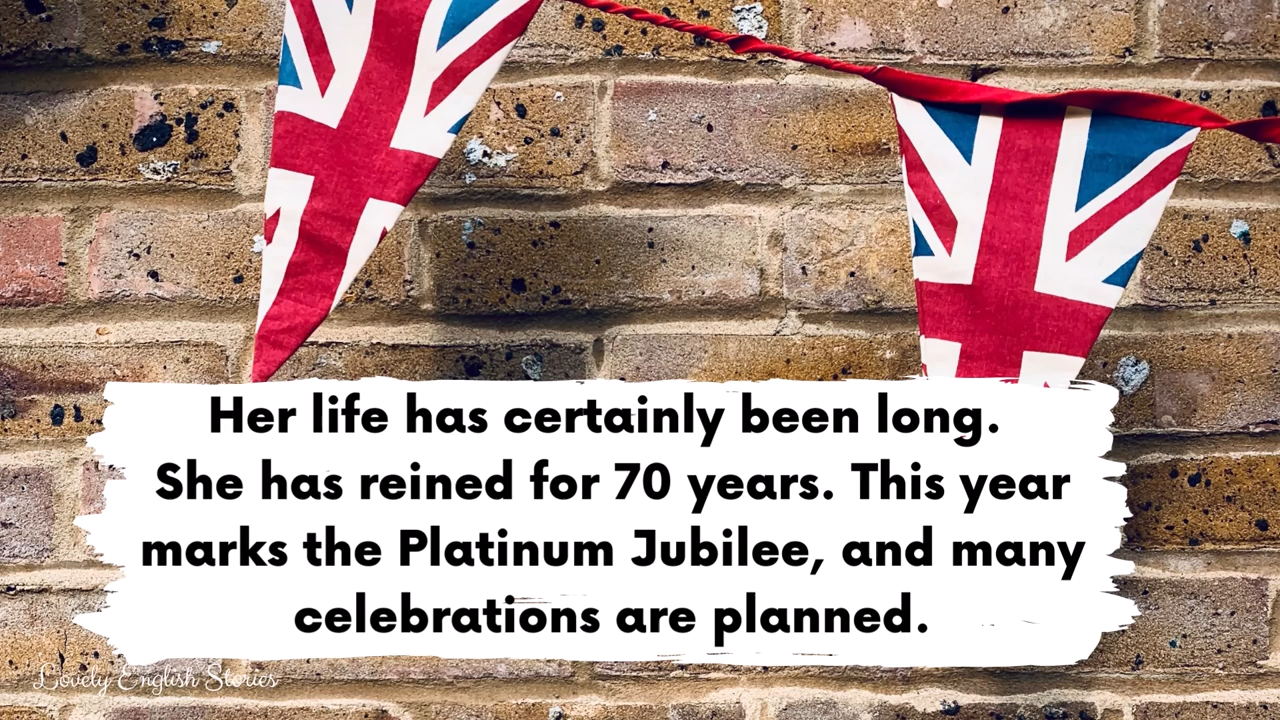 Her life has certainly been long.
She has reined for 70 years. This year
marks the Platinum Jubilee, and many
celebrations are planned.
Lovely English Stories